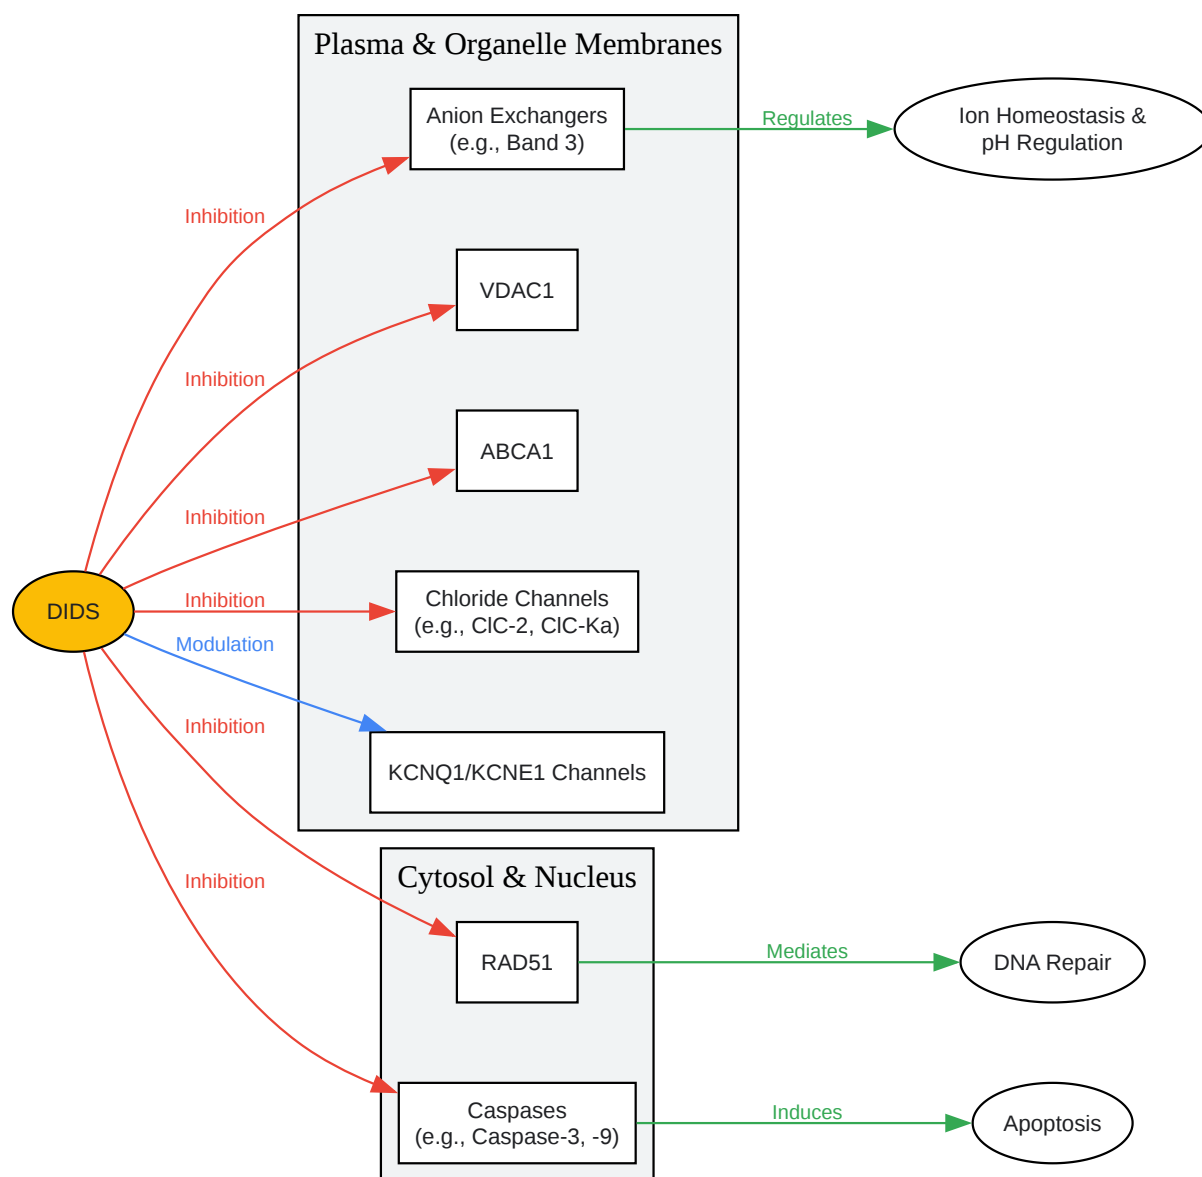 Plasma & Organelle Membranes
Anion Exchangers
(e.g., Band 3)
Regulates
Ion Homeostasis &
pH Regulation
Inhibition
VDAC1
Inhibition
ABCA1
Inhibition
DIDS
Inhibition
Chloride Channels
(e.g., ClC-2, ClC-Ka)
Modulation
Inhibition
KCNQ1/KCNE1 Channels
Cytosol & Nucleus
Inhibition
RAD51
Mediates
DNA Repair
Caspases
(e.g., Caspase-3, -9)
Induces
Apoptosis